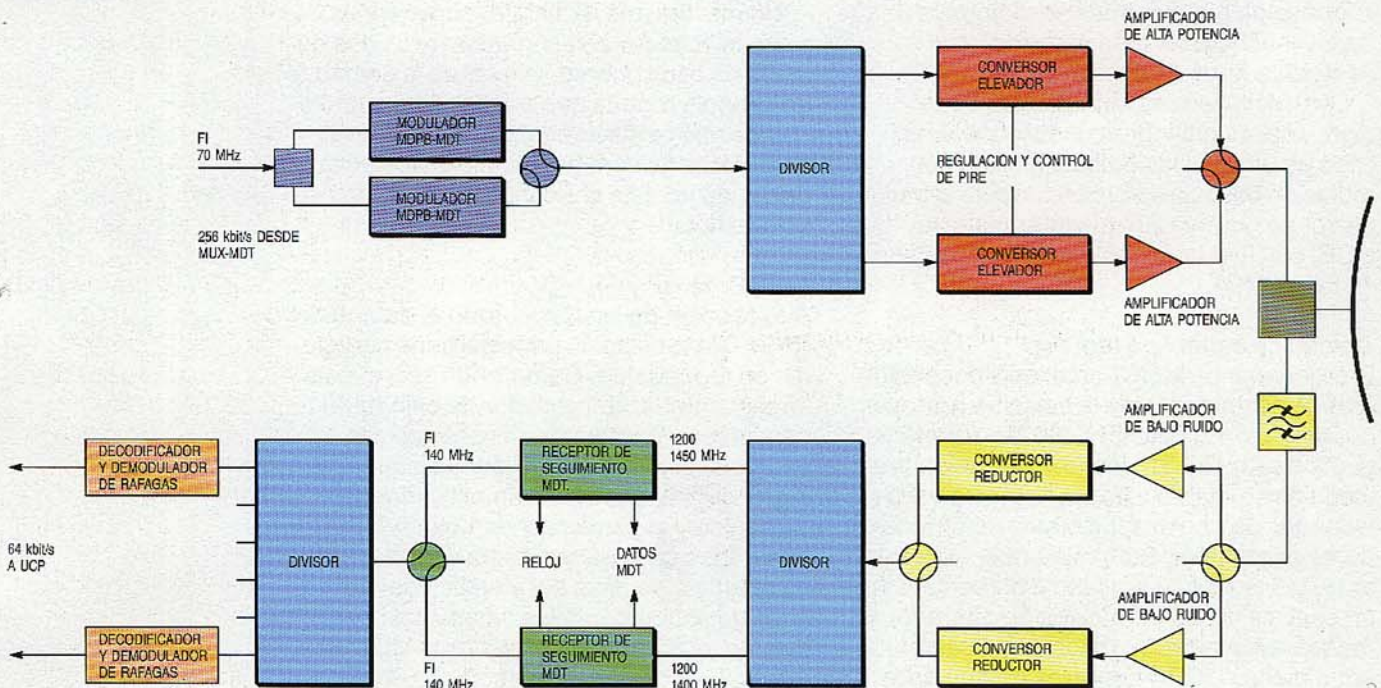 AMPLIFICADOR
DE ALTA POTENCIA
CONVERSOR
ELEVADOR
MODULADOR
MDPB-MDT
FI
70 MHz
DIVISOR
REGULACION Y CONTROL
DE PIRE
MODULADOR
MDPB-MDT
256 kbit/s DESDE
MUX-MDT
CONVERSOR
ELEVADOR
AMPLIFICADOR
DE ALTA POTENCIA
DECODIFICADOR
Y DEMODULADOR
DE RAFAGAS
FI
140 MHz
RECEPTOR DE
SEGUIMIENTO
MDT.
1200
1450 MHz
AMPLIFICADOR
DE BAJO RUIDO
CONVERSOR
REDUCTOR
64 kbit/s
A UCP
DIVISOR
RELOJ
DATOS
MDT
DIVISOR
AMPLIFICADOR
DE BAJO RUIDO
DECODIFICADOR
Y DEMODULADOR
DE RAFAGAS
FI
140 MHz
RECEPTOR DE
SEGUIMIENTO
MDT
1200
1400 MHz
CONVERSOR
REDUCTOR